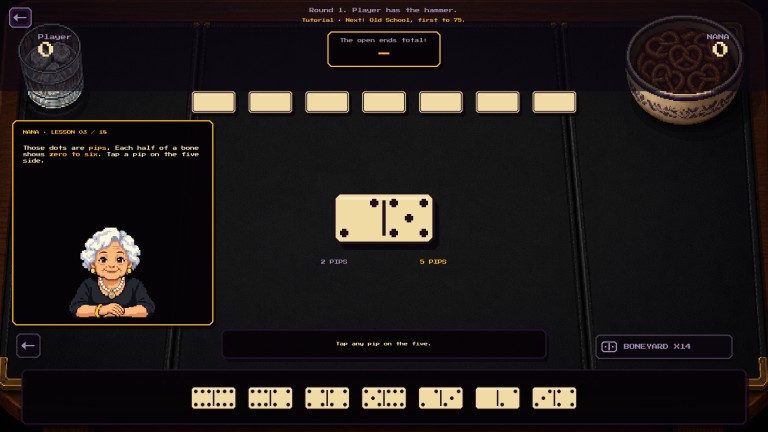 Round 1. Player has the hammer.
Tutorial · Next: Old School, first to 75.
Player
0
The open ends total:
—
NANA
0
NANA · LESSON 03 / 16
Those dots are pips. Each half of a bone
shows zero to six. Tap a pip on the five
side.
2 PIPS
5 PIPS
Tap any pip on the five.
BONEYARD X14